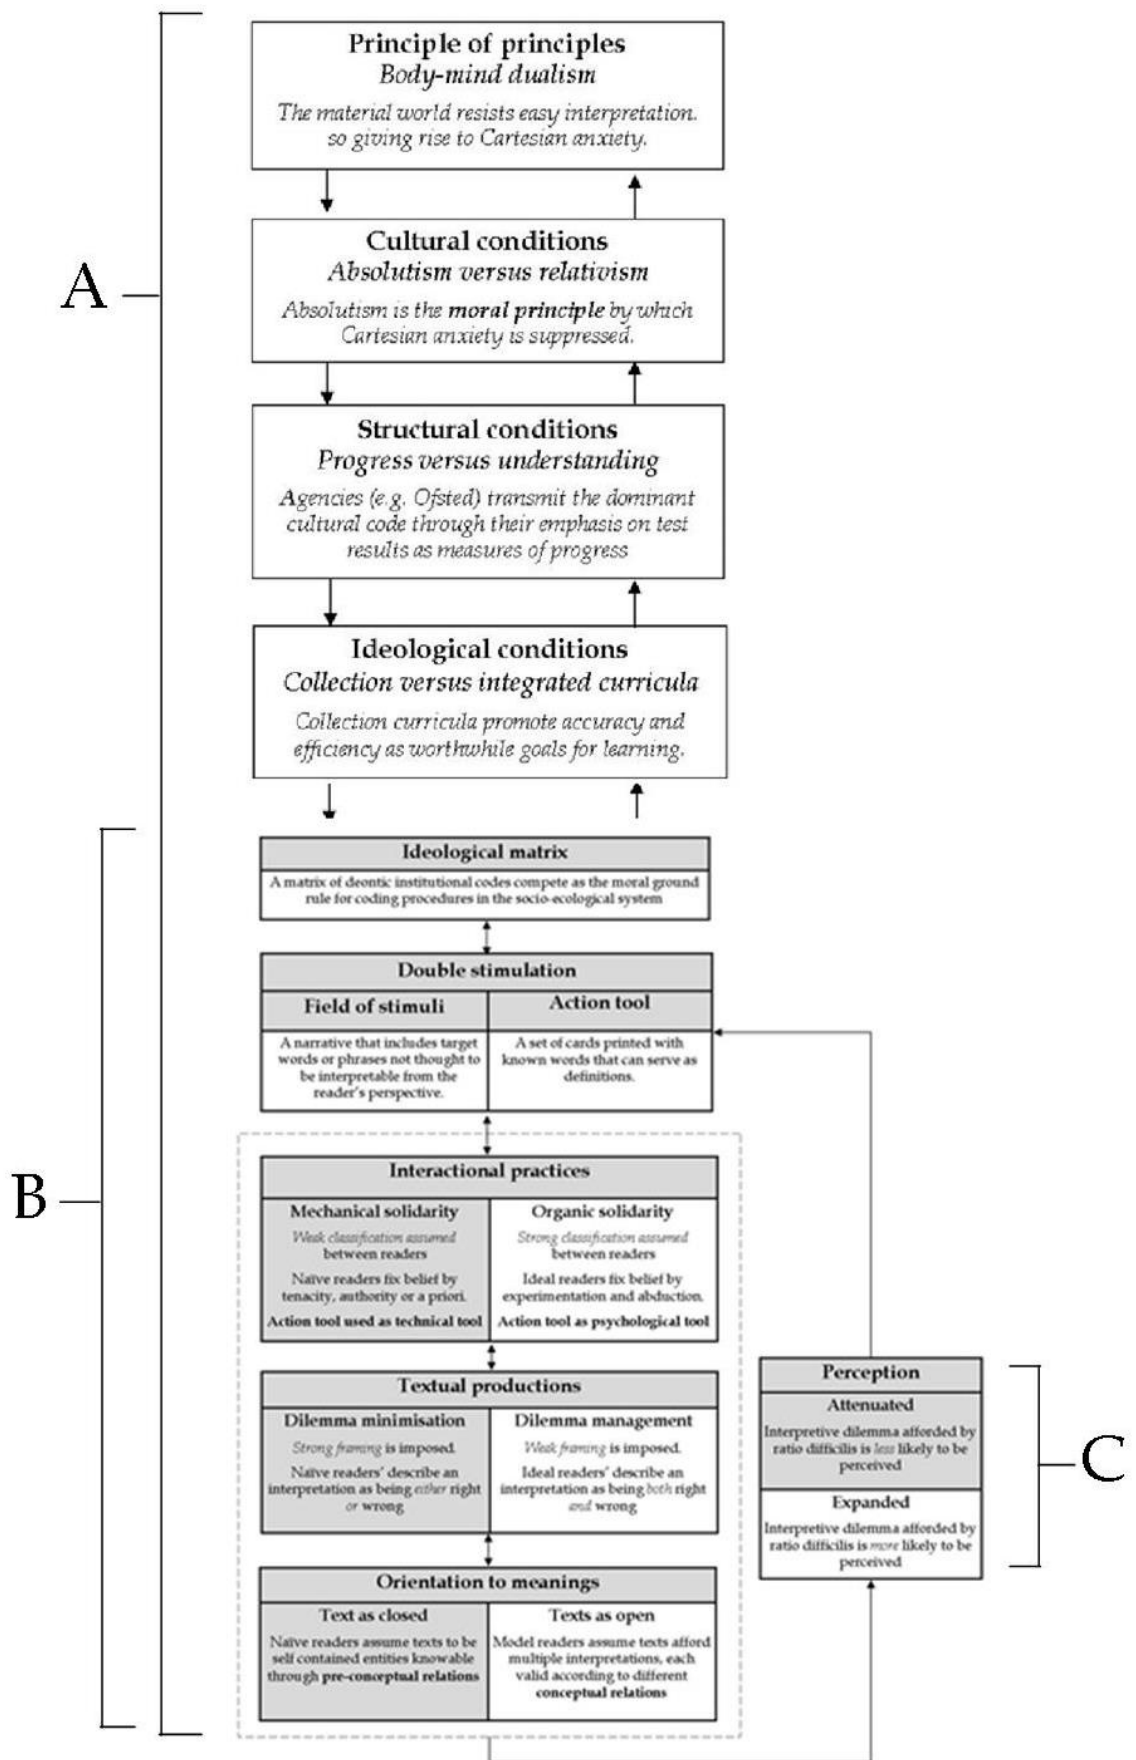 Principle of principles
Body-mind dualism
The material world resists easy interpretation.
so giving rise to Cartesian anxiety.
A
Cultural conditions
Absolutism versus relativism
Absolutism is the moral principle by which
Cartesian anxiety is suppressed.
Structural conditions
Progress versus understanding
Agencies (e.g. Ofsted) transmit the dominant
cultural code through their emphasis on test
results as measures of progress
Ideological conditions
Collection versus integrated curricula
Collection curricula promote accuracy and
efficiency as worthwhile goals for learning.
B
Ideological matrix
A matrix of deontic institutional codes compete as the moral ground
rule for coding procedures in the socio-ecological system
Double stimulation
Field of stimuli
A narrative that includes target
words or phrases not thought to
be interpretable from the
reader's perspective.
Action tool
A set of cards printed with
known words that can serve as
definitions.
Interactional practices
Mechanical solidarity
Weak classification assumed
between readers
Naïve readers fix belief by
tenacity, authority or a priori.
Action tool used as technical tool
Organic solidarity
Strong classification assumed
between readers
Ideal readers fix belief by
experimentation and abduction.
Action tool as psychological tool
Textual productions
Dilemma minimisation
Strong framing is imposed.
Naïve readers' describe an
interpretation as being either right
or wrong
Dilemma management
Weak framing is imposed.
Ideal readers' describe an
interpretation as being both right
and wrong
Orientation to meanings
Text as closed
Naïve readers assume texts to be
self contained entities knowable
through pre-conceptual relations
Texts as open
Model readers assume texts afford
multiple interpretations, each
valid according to different
conceptual relations
Perception
Attenuated
Interpretive dilemma afforded by
ratio difficilis is less likely to be
perceived
Expanded
Interpretive dilemma afforded by
ratio difficilis is more likely to be
perceived
C